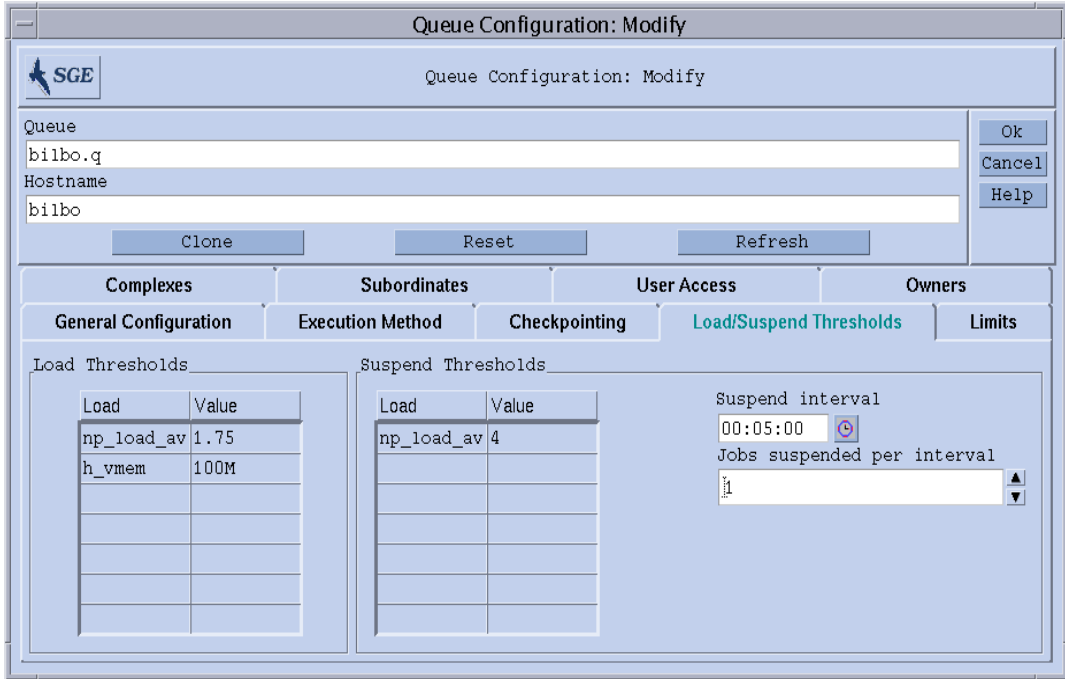 Queue Configuration: Modify
SGE
Queue Configuration: Modify
Queue
bilbo.q
Hostname
bilbo
Clone Reset Refresh
Ok
Cancel
Help
Complexes Subordinates User Access Owners
General Configuration Execution Method Checkpointing Load/Suspend Thresholds Limits
Load Thresholds
Load Value
np_load_av 1.75
h_vmem 100M
Suspend Thresholds
Load Value
np_load_av 4
Suspend interval
00:05:00
Jobs suspended per interval
1